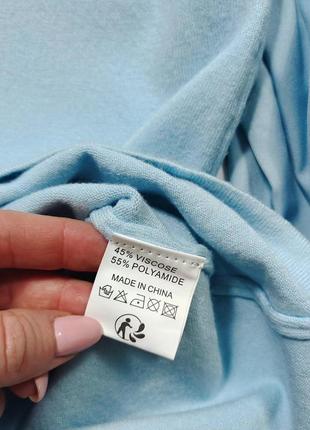 45% VISCOSE
55% POLYAMIDE
MADE IN CHINA